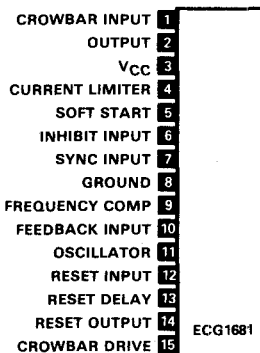 CROWBAR INPUT 1
OUTPUT 2
VCC 3
CURRENT LIMITER 4
SOFT START 5
INHIBIT INPUT 6
SYNC INPUT 7
GROUND 8
FREQUENCY COMP 9
FEEDBACK INPUT 10
OSCILLATOR 11
RESET INPUT 12
RESET DELAY 13
RESET OUTPUT 14
CROWBAR DRIVE 15
ECG1681